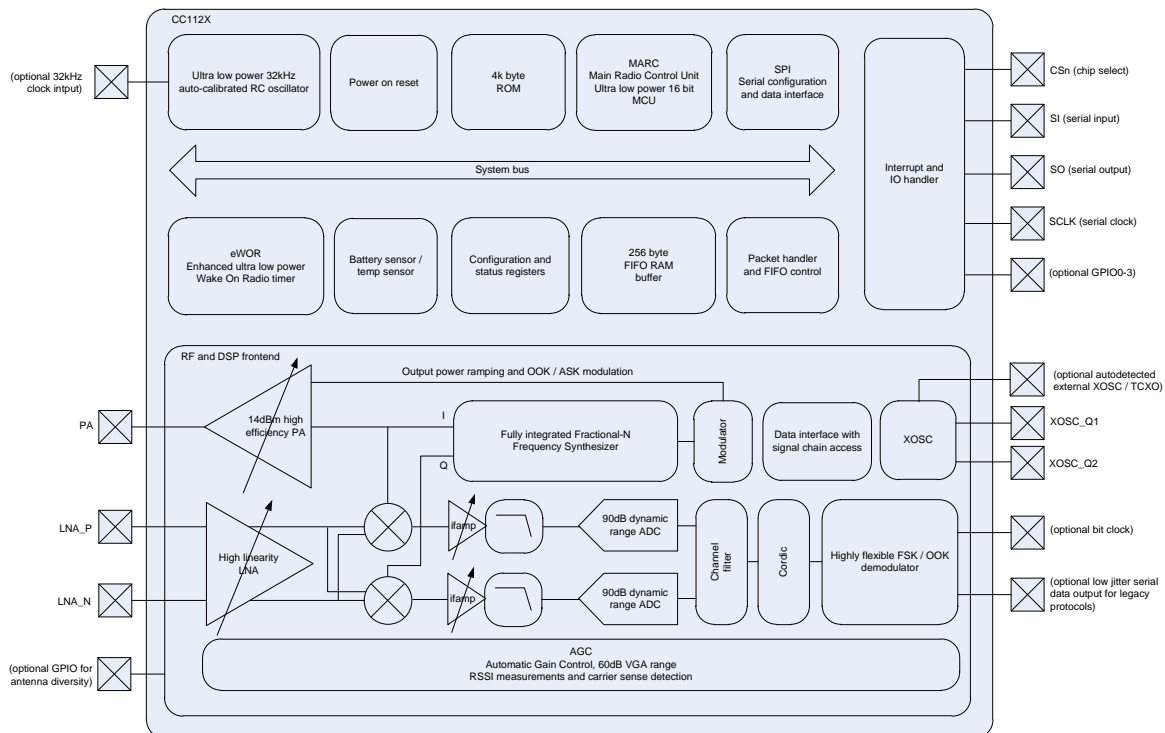 CC112X
(optional 32kHz
clock intput)
Ultra low power 32kHz
auto-calibrated RC oscillator
Power on reset
4k byte
ROM
MARC
Main Radio Control Unit
Ultra low power 16 bit
MCU
SPI
Serial configuration
and data interface
Interrupt and
IO handler
CSn (chip select)
SI (serial input)
SO (serial output)
SCLK (serial clock)
(optional GPIO0-3)
System bus
eWOR
Enhanced ultra low power
Wake On Radio timer
Battery sensor /
temp sensor
Configuration and
status registers
256 byte
FIFO RAM
buffer
Packet handler
and FIFO control
RF and DSP frontend
Output power ramping and OOK / ASK modulation
PA
14dBm high
efficiency PA
I
Q
Fully integrated Fractional-N
Frequency Synthesizer
Modulator
Data interface with
signal chain access
XOSC
(optional autodetected
external XOSC / TCXO)
XOSC_Q1
XOSC_Q2
LNA_P
LNA_N
High linearity
LNA
ifamp
90dB dynamic
range ADC
ifamp
90dB dynamic
range ADC
Channel
filter
Cordic
Highly flexible FSK / OOK
demodulator
(optional bit clock)
(optional low jitter serial
data output for legacy
protocols)
(optional GPIO for
antenna diversity)
AGC
Automatic Gain Control, 60dB VGA range
RSSI measurements and carrier sense detection